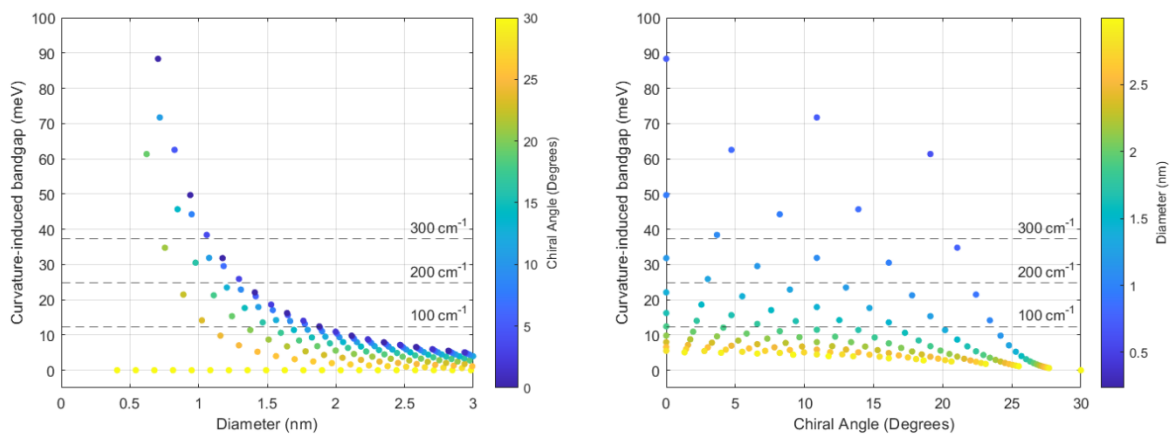 100
90
80
70
60
50
40
30
20
10
0
Curvature-induced bandgap (meV)
300 cm⁻¹
200 cm⁻¹
100 cm⁻¹
0 0.5 1 1.5 2 2.5 3
Diameter (nm)
30
25
20
15
10
5
0
Chiral Angle (Degrees)
100
90
80
70
60
50
40
30
20
10
0
Curvature-induced bandgap (meV)
300 cm⁻¹
200 cm⁻¹
100 cm⁻¹
0 5 10 15 20 25 30
Chiral Angle (Degrees)
2.5
2
1.5
1
0.5
Diameter (nm)